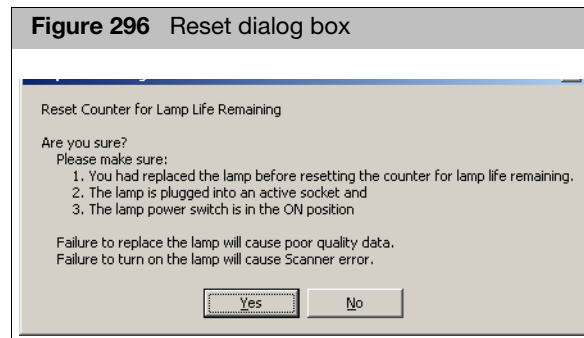 Figure 296 Reset dialog box
Reset Counter for Lamp Life Remaining
Are you sure?
Please make sure:
1. You had replaced the lamp before resetting the counter for lamp life remaining.
2. The lamp is plugged into an active socket and
3. The lamp power switch is in the ON position
Failure to replace the lamp will cause poor quality data.
Failure to turn on the lamp will cause Scanner error.
Yes No